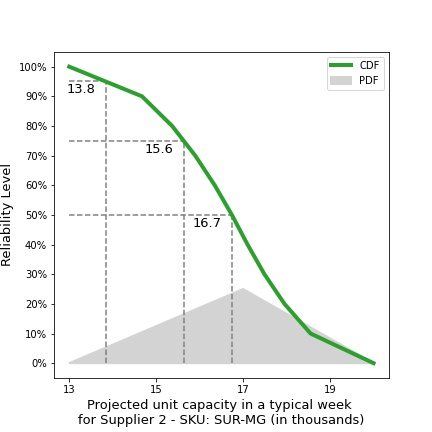 100%
90%
80%
70%
60%
50%
40%
30%
20%
10%
0%
Reliability Level
13.8
15.6
16.7
CDF
PDF
13 15 17 19
Projected unit capacity in a typical week
for Supplier 2 - SKU: SUR-MG (in thousands)